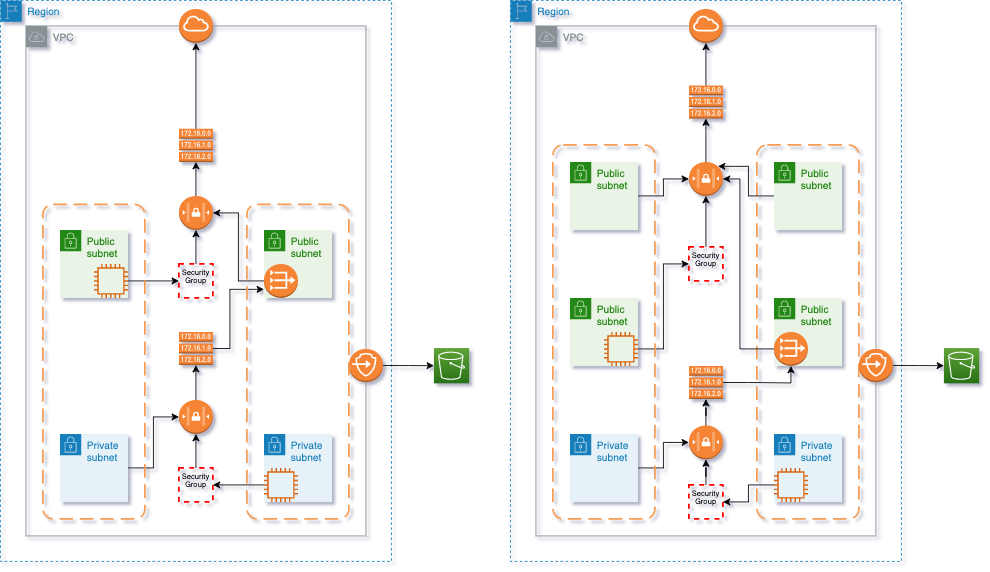 Region
VPC
172.16.0.0
172.16.1.0
172.16.2.0
Public
subnet
Security
Group
Public
subnet
172.16.0.0
172.16.1.0
172.16.2.0
Private
subnet
Security
Group
Private
subnet
Region
VPC
172.16.0.0
172.16.1.0
172.16.2.0
Public
subnet
Public
subnet
Security
Group
Public
subnet
Public
subnet
172.16.0.0
172.16.1.0
172.16.2.0
Private
subnet
Security
Group
Private
subnet